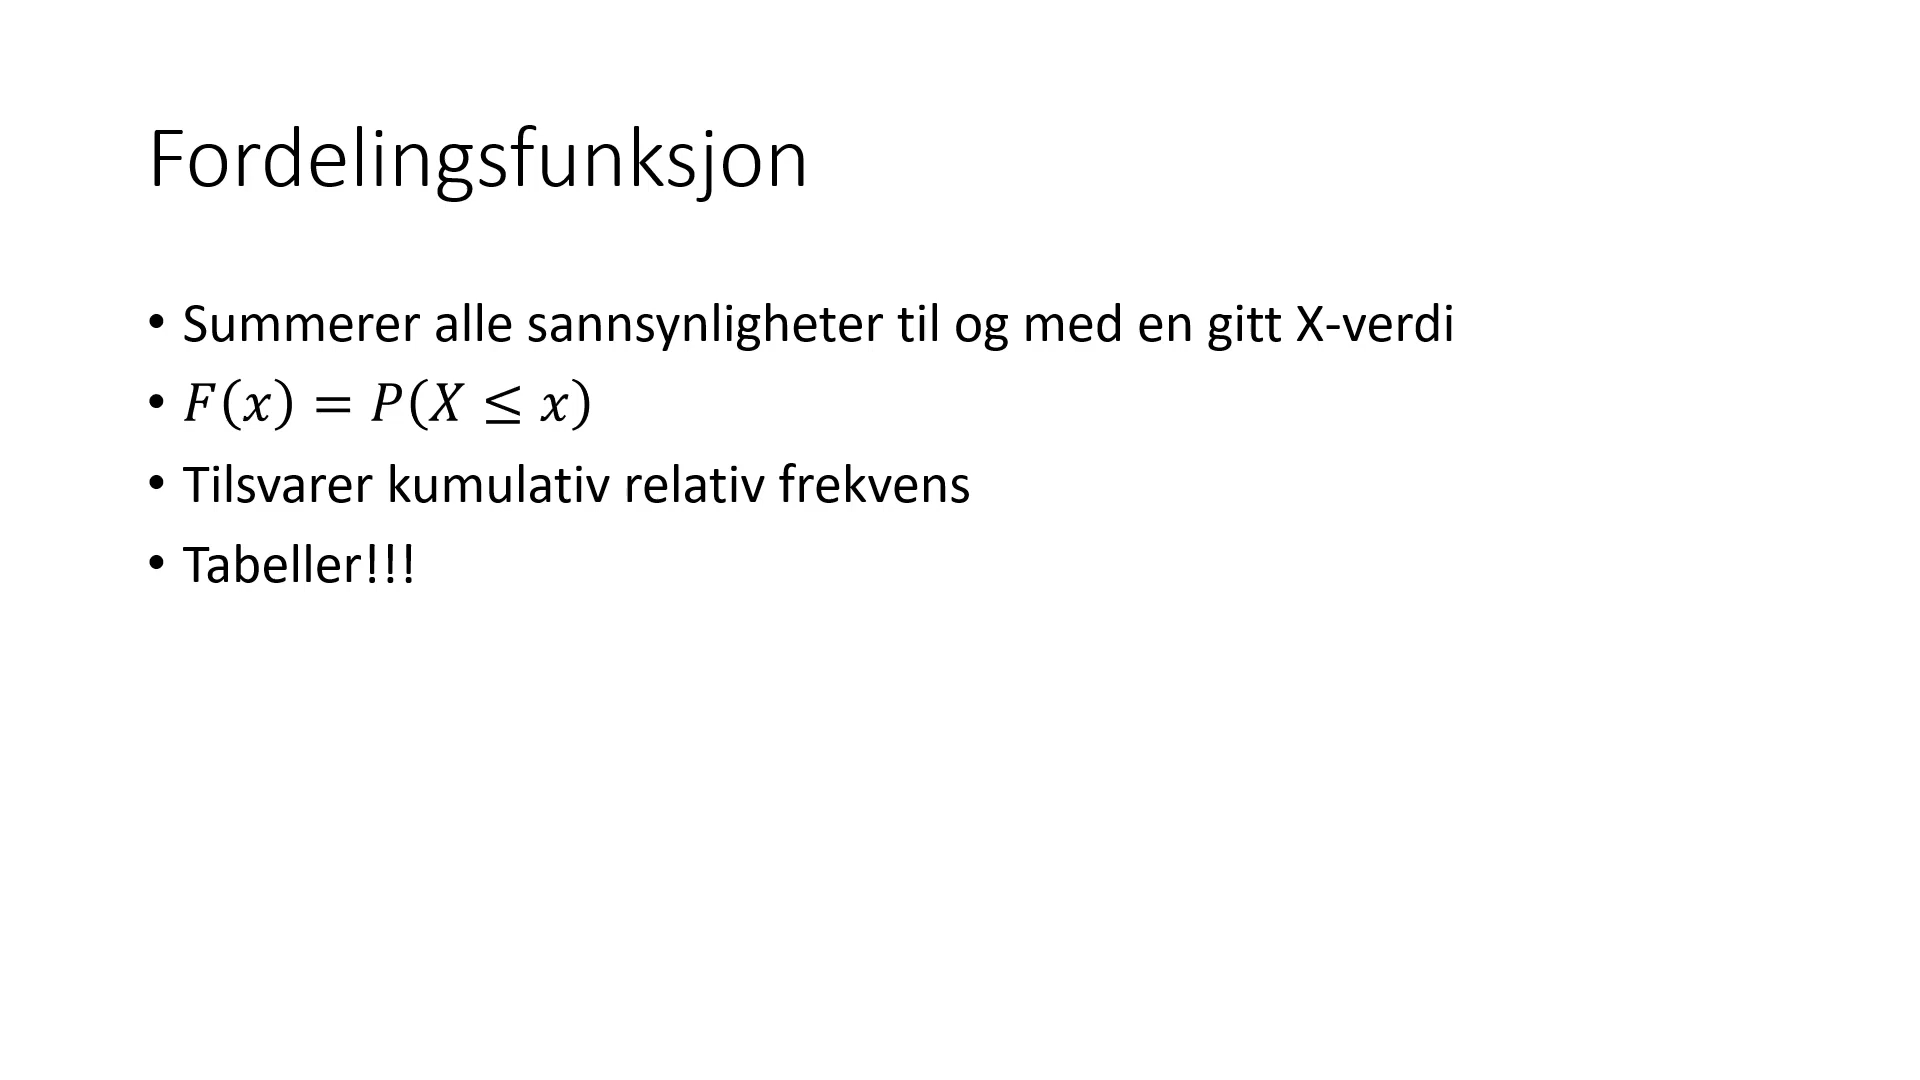 Fordelingsfunksjon
• Summerer alle sannsynligheter til og med en gitt X-verdi
• F(x) = P(X ≤ x)
• Tilsvarer kumulativ relativ frekvens
• Tabeller!!!